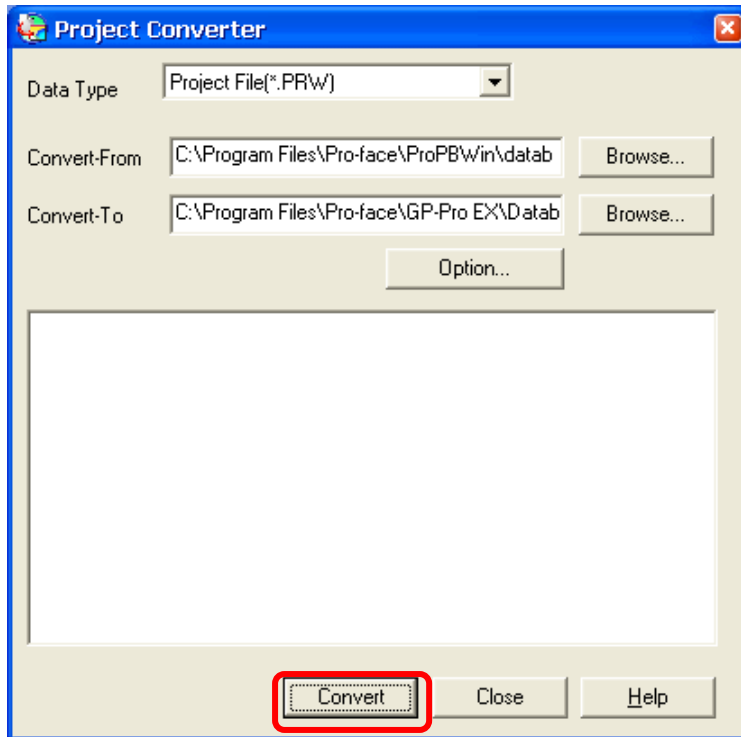 Project Converter
Data Type Project File(*.PRW)
Convert-From C:\Program Files\Pro-face\ProPBWin\datab Browse...
Convert-To C:\Program Files\Pro-face\GP-Pro EX\Datab Browse...
Option...
Convert Close Help